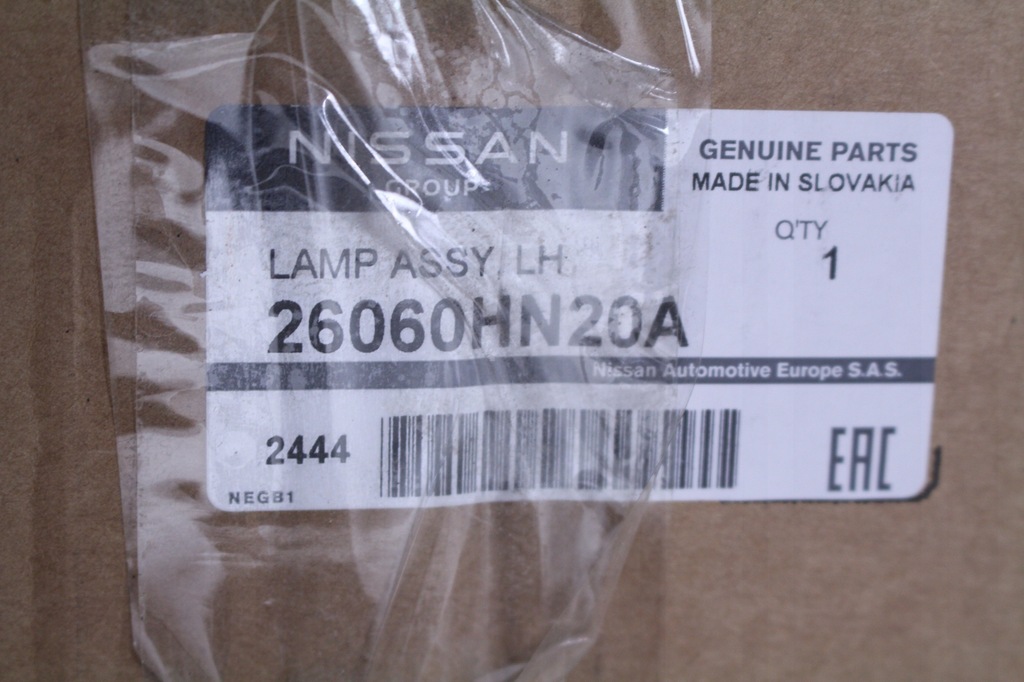 NISSAN
GROUP
GENUINE PARTS
MADE IN SLOVAKIA
Q'TY
1
LAMP ASSY, LH
26060HN20A
Nissan Automotive Europe S.A.S.
2444
NEGB1
EAC